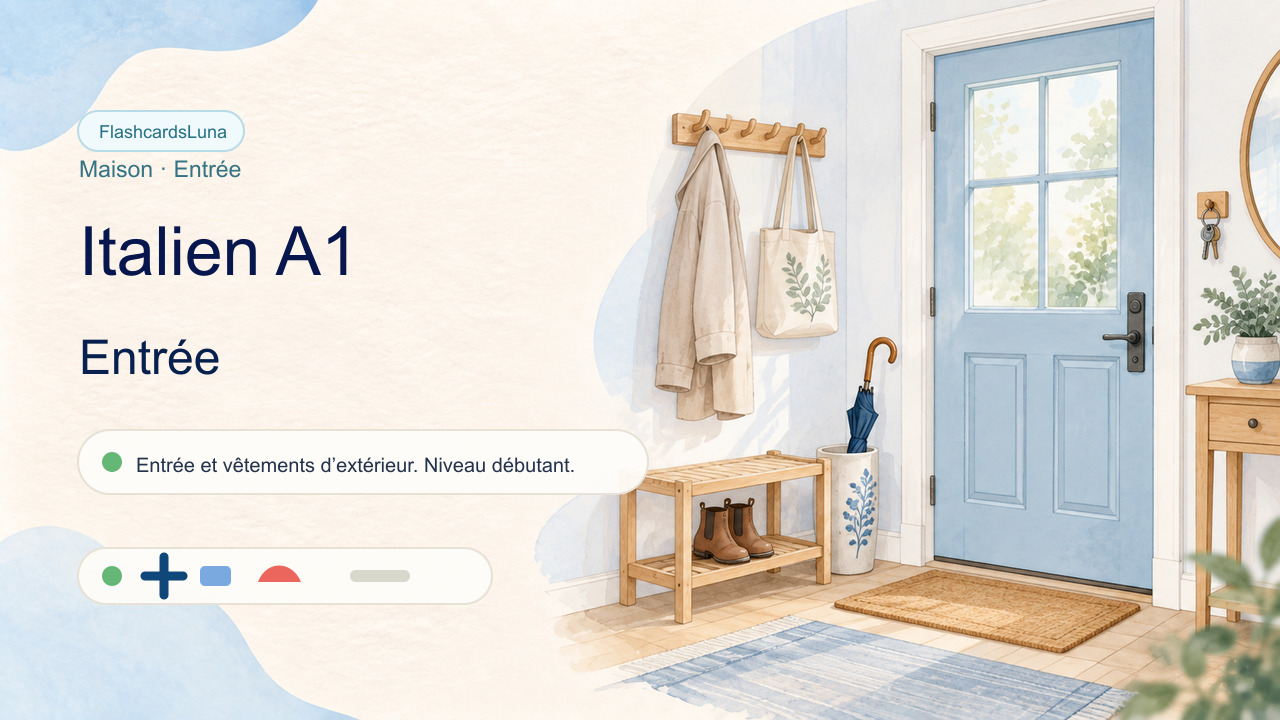 FlashcardsLuna
Maison · Entrée
Italien A1
Entrée
Entrée et vêtements d’extérieur. Niveau débutant.